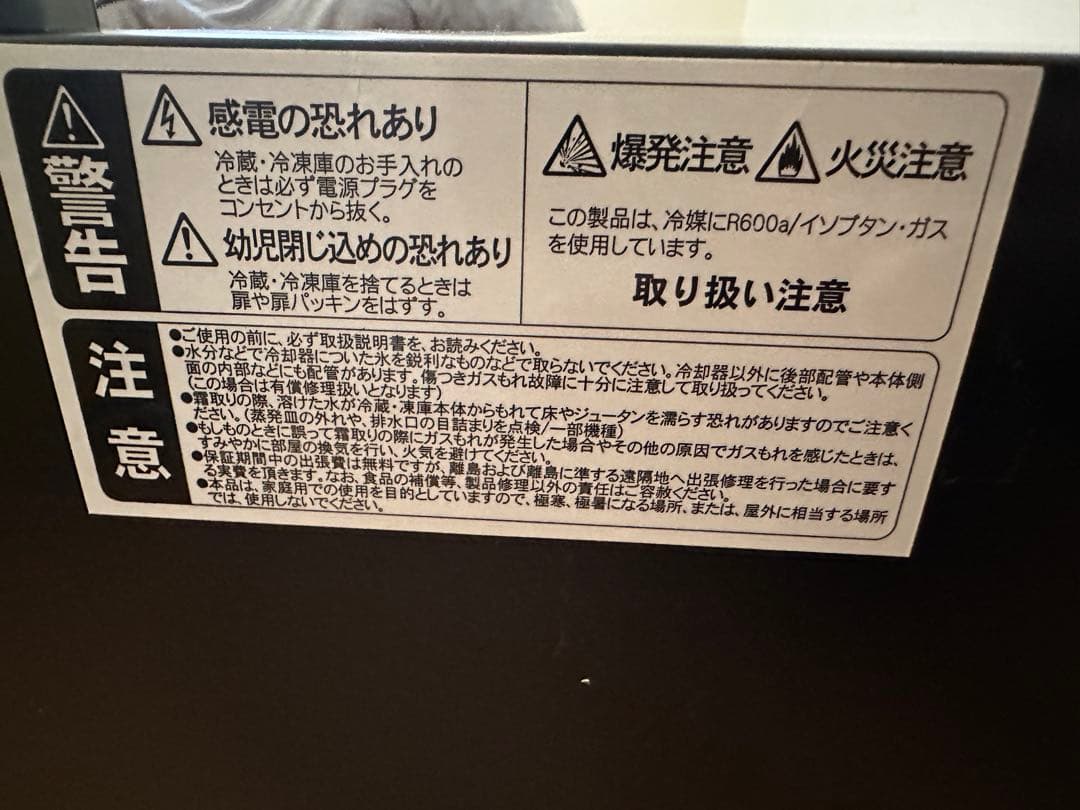 警告
感電の恐れあり
冷蔵・冷凍庫のお手入れの
ときは必ず電源プラグを
コンセントから抜く。
幼児閉じ込めの恐れあり
冷蔵・冷凍庫を捨てるときは
扉や扉パッキンをはずす。
爆発注意 火災注意
この製品は、冷媒にR600a/イソブタン・ガス
を使用しています。
取り扱い注意
注意
●ご使用の前に、必ず取扱説明書を、お読みください。
●水分などで冷却器についた氷を鋭利なものなどで取らないでください。冷却器以外に後部配管や本体側
面の内部などにも配管があります。傷つきガスもれ故障に十分に注意して取り扱ってください。
(この場合は有償修理扱いとなります)
●霜取りの際、溶けた水が冷蔵・凍庫本体からもれて床やジュータンを濡らす恐れがありますのでご注意く
ださい。(蒸発皿の外れや、排水口の目詰まりを点検/一部機種)
●もしものときに誤って霜取りの際にガスもれが発生した場合やその他の原因でガスもれを感じたときは、
すみやかに部屋の換気を行い、火気を避けてください。
●保証期間中の出張費は無料ですが、離島および離島に準する遠隔地へ出張修理を行った場合に要す
る実費を頂きます。なお、食品の補償等、製品修理以外の責任はご容赦ください。
●本品は、家庭用での使用を目的としていますので、極寒、極暑になる場所、または、屋外に相当する場所
では、使用しないでください。